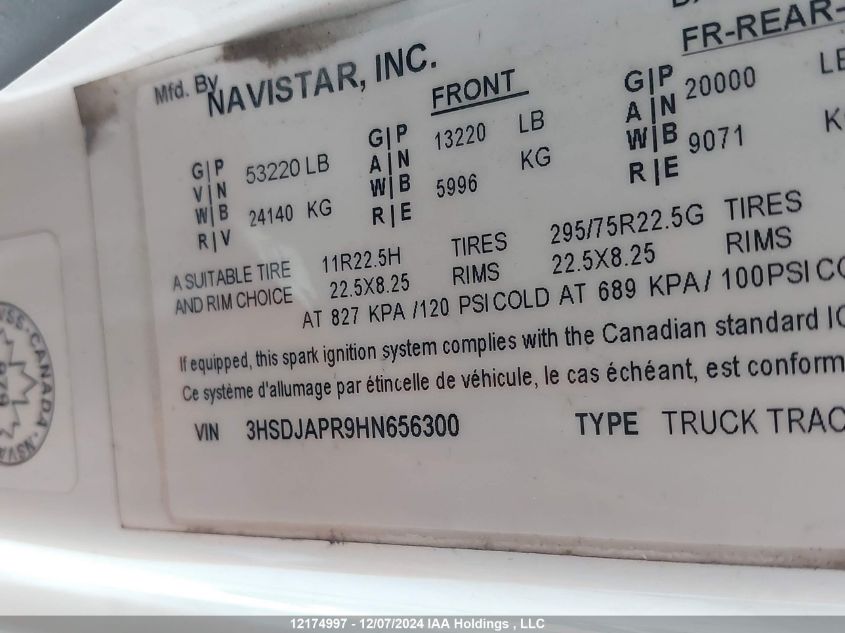 FR-REAR-
Mfd. By NAVISTAR, INC.
FRONT
G|P V|N W|B R|V 53220 LB 24140 KG
G|P A|N W|B R|E 13220 LB 5996 KG
G|P A|N W|B R|E 20000 9071
A SUITABLE TIRE 11R22.5H TIRES 295/75R22.5G TIRES
AND RIM CHOICE 22.5X8.25 RIMS 22.5X8.25 RIMS
AT 827 KPA /120 PSI COLD AT 689 KPA/ 100PSI
If equipped, this spark ignition system complies with the Canadian standard
Ce système d'allumage par étincelle de véhicule, le cas échéant, est conform
VIN 3HSDJAPR9HN656300 TYPE TRUCK TRAC
CANADA
12174997 - 12/07/2024 IAA Holdings , LLC